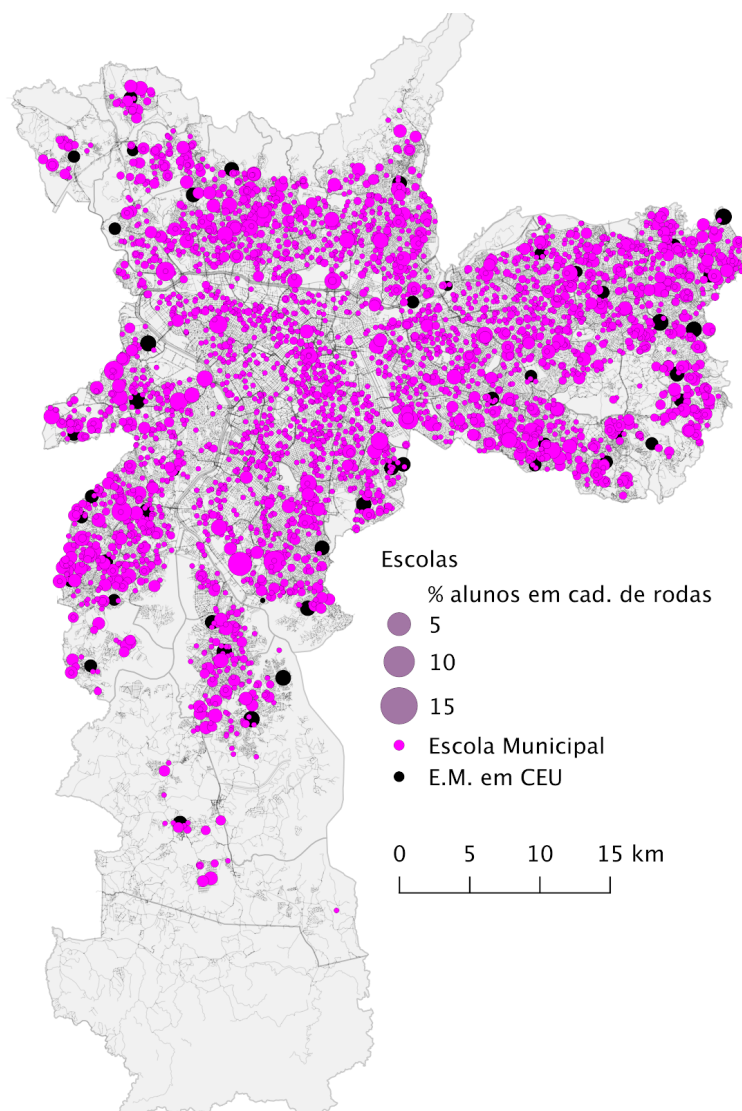 Escolas
% alunos em cad. de rodas
5
10
15
Escola Municipal
E.M. em CEU
0 5 10 15 km